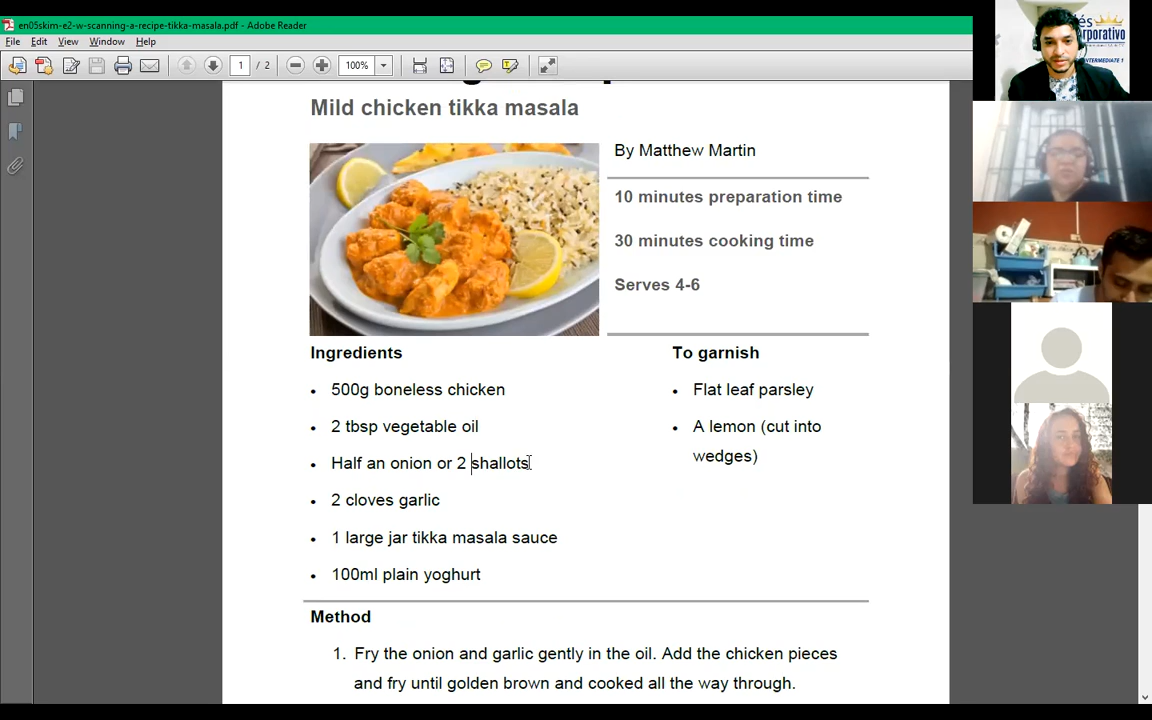 en05skim-e2-w-scanning-a-recipe-tikka-masala.pdf - Adobe Reader
File Edit View Window Help
1 / 2 100%
Mild chicken tikka masala
By Matthew Martin
10 minutes preparation time
30 minutes cooking time
Serves 4-6
Ingredients
• 500g boneless chicken
• 2 tbsp vegetable oil
• Half an onion or 2 shallots
• 2 cloves garlic
• 1 large jar tikka masala sauce
• 100ml plain yoghurt
To garnish
• Flat leaf parsley
• A lemon (cut into
wedges)
Method
1. Fry the onion and garlic gently in the oil. Add the chicken pieces
and fry until golden brown and cooked all the way through.
INTERMEDIATE 1